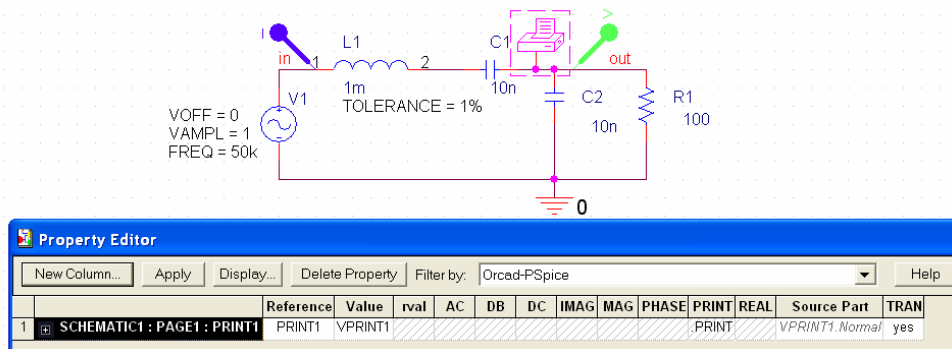 I
V
in
1
L1
2
C1
out
1m
10n
TOLERANCE = 1%
V1
VOFF = 0
VAMPL = 1
FREQ = 50k
C2
10n
R1
100
0
Property Editor
New Column... Apply Display... Delete Property Filter by: Orcad-PSpice Help
Reference Value rval AC DB DC IMAG MAG PHASE PRINT REAL Source Part TRAN
1 SCHEMATIC1 : PAGE1 : PRINT1 PRINT1 VPRINT1 .PRINT VPRINT1.Normal yes